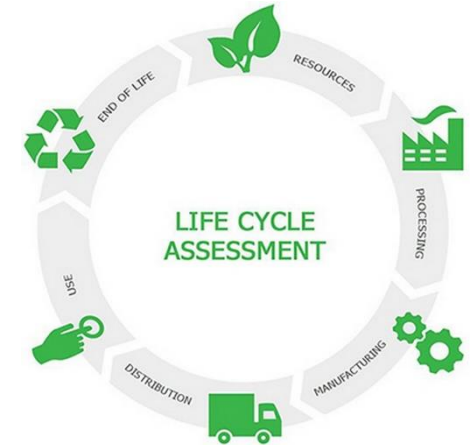 LIFE CYCLE
ASSESSMENT
RESOURCES
PROCESSING
MANUFACTURING
DISTRIBUTION
USE
END OF LIFE